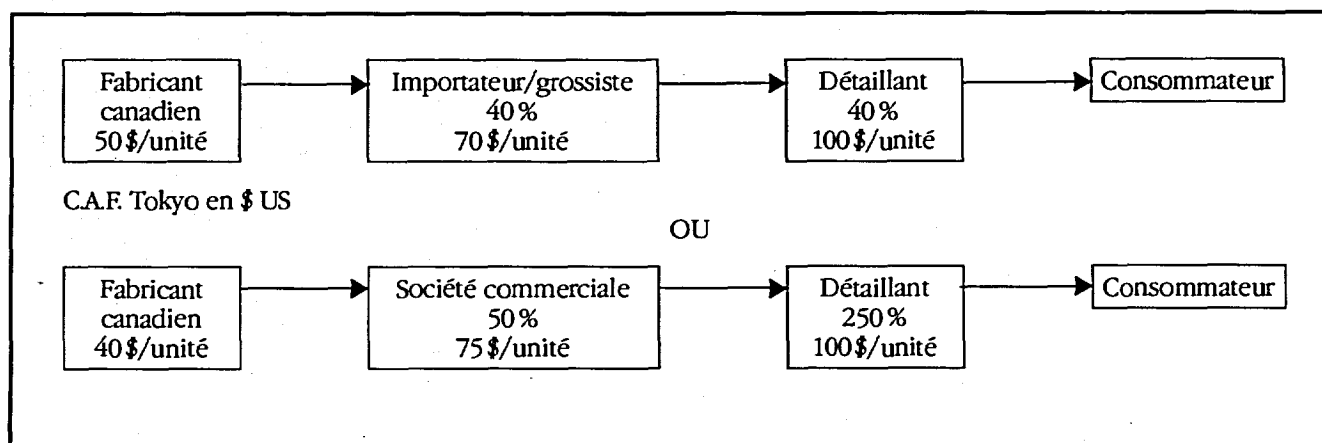 Fabricant
canadien
50 $/unité
Importateur/grossiste
40 %
70 $/unité
Détaillant
40 %
100 $/unité
Consommateur
C.A.F. Tokyo en $ US
OU
Fabricant
canadien
40 $/unité
Société commerciale
50 %
75 $/unité
Détaillant
250 %
100 $/unité
Consommateur